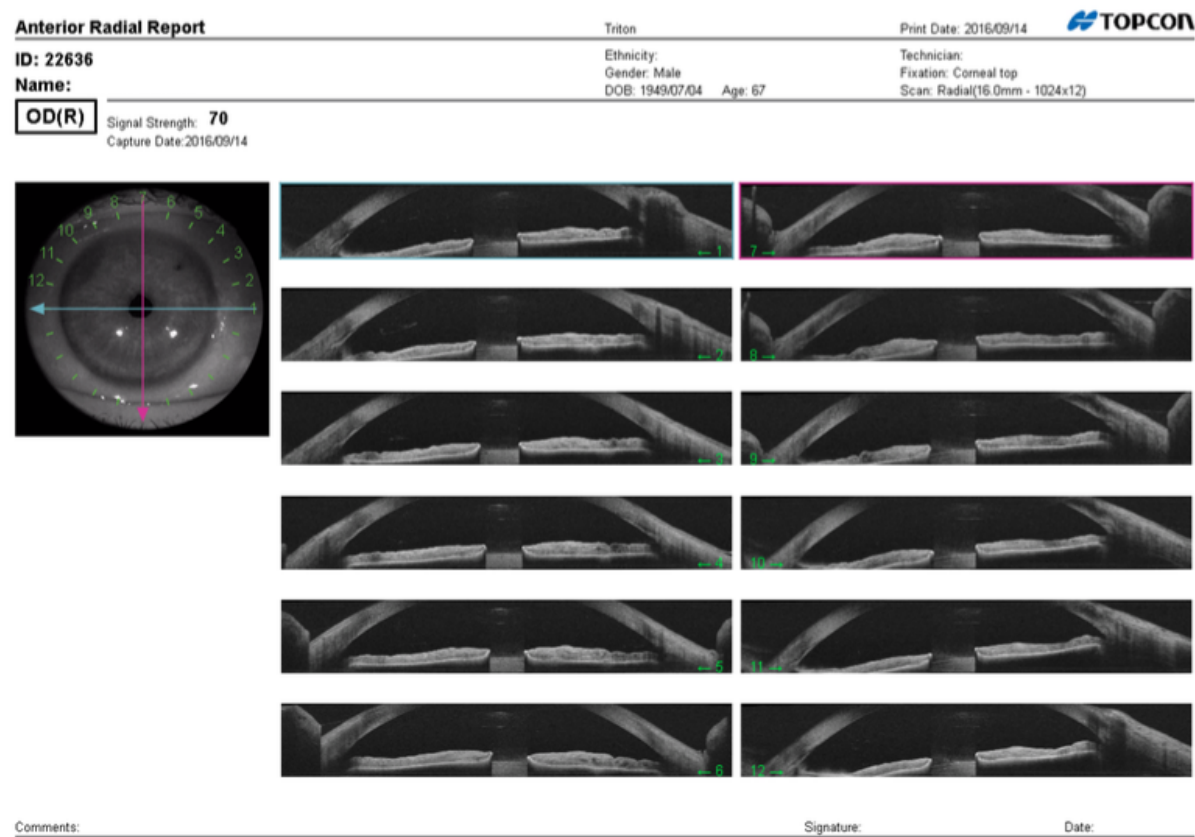 Anterior Radial Report Triton Print Date: 2016/09/14 TOPCON
ID: 22636 Ethnicity: Technician:
Gender: Male Fixation: Corneal top
Name: DOB: 1949/07/04 Age: 67 Scan: Radial(16.0mm - 1024x12)
OD(R) Signal Strength: 70
Capture Date:2016/09/14
7
8 6
9 5
10 4
11 3
12 2
1
← 1 7 →
← 2 8 →
← 3 9 →
← 4 10 →
← 5 11 →
← 6 12 →
Comments: Signature: Date: